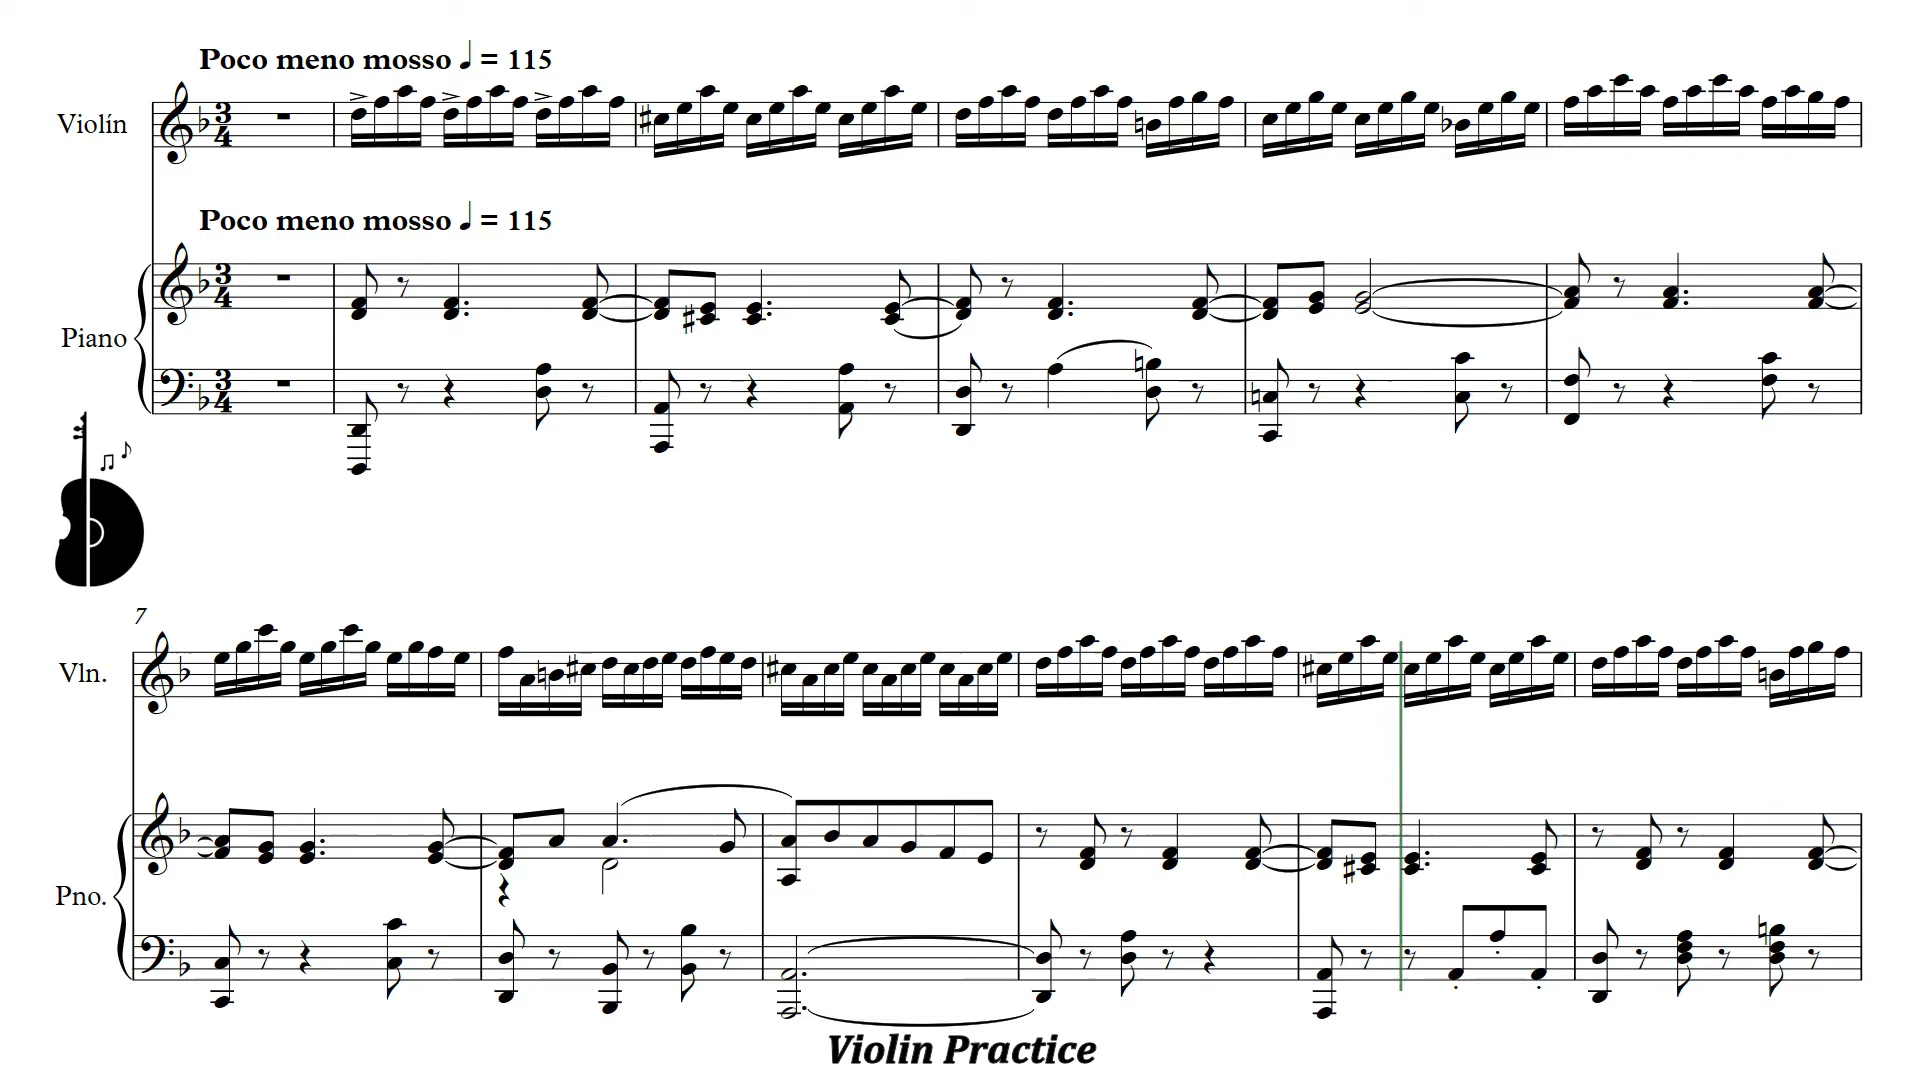 Poco meno mosso ♩ = 115
Violín
3/4
Poco meno mosso ♩ = 115
3/4
Piano
3/4
7
Vln.
Pno.
Violin Practice